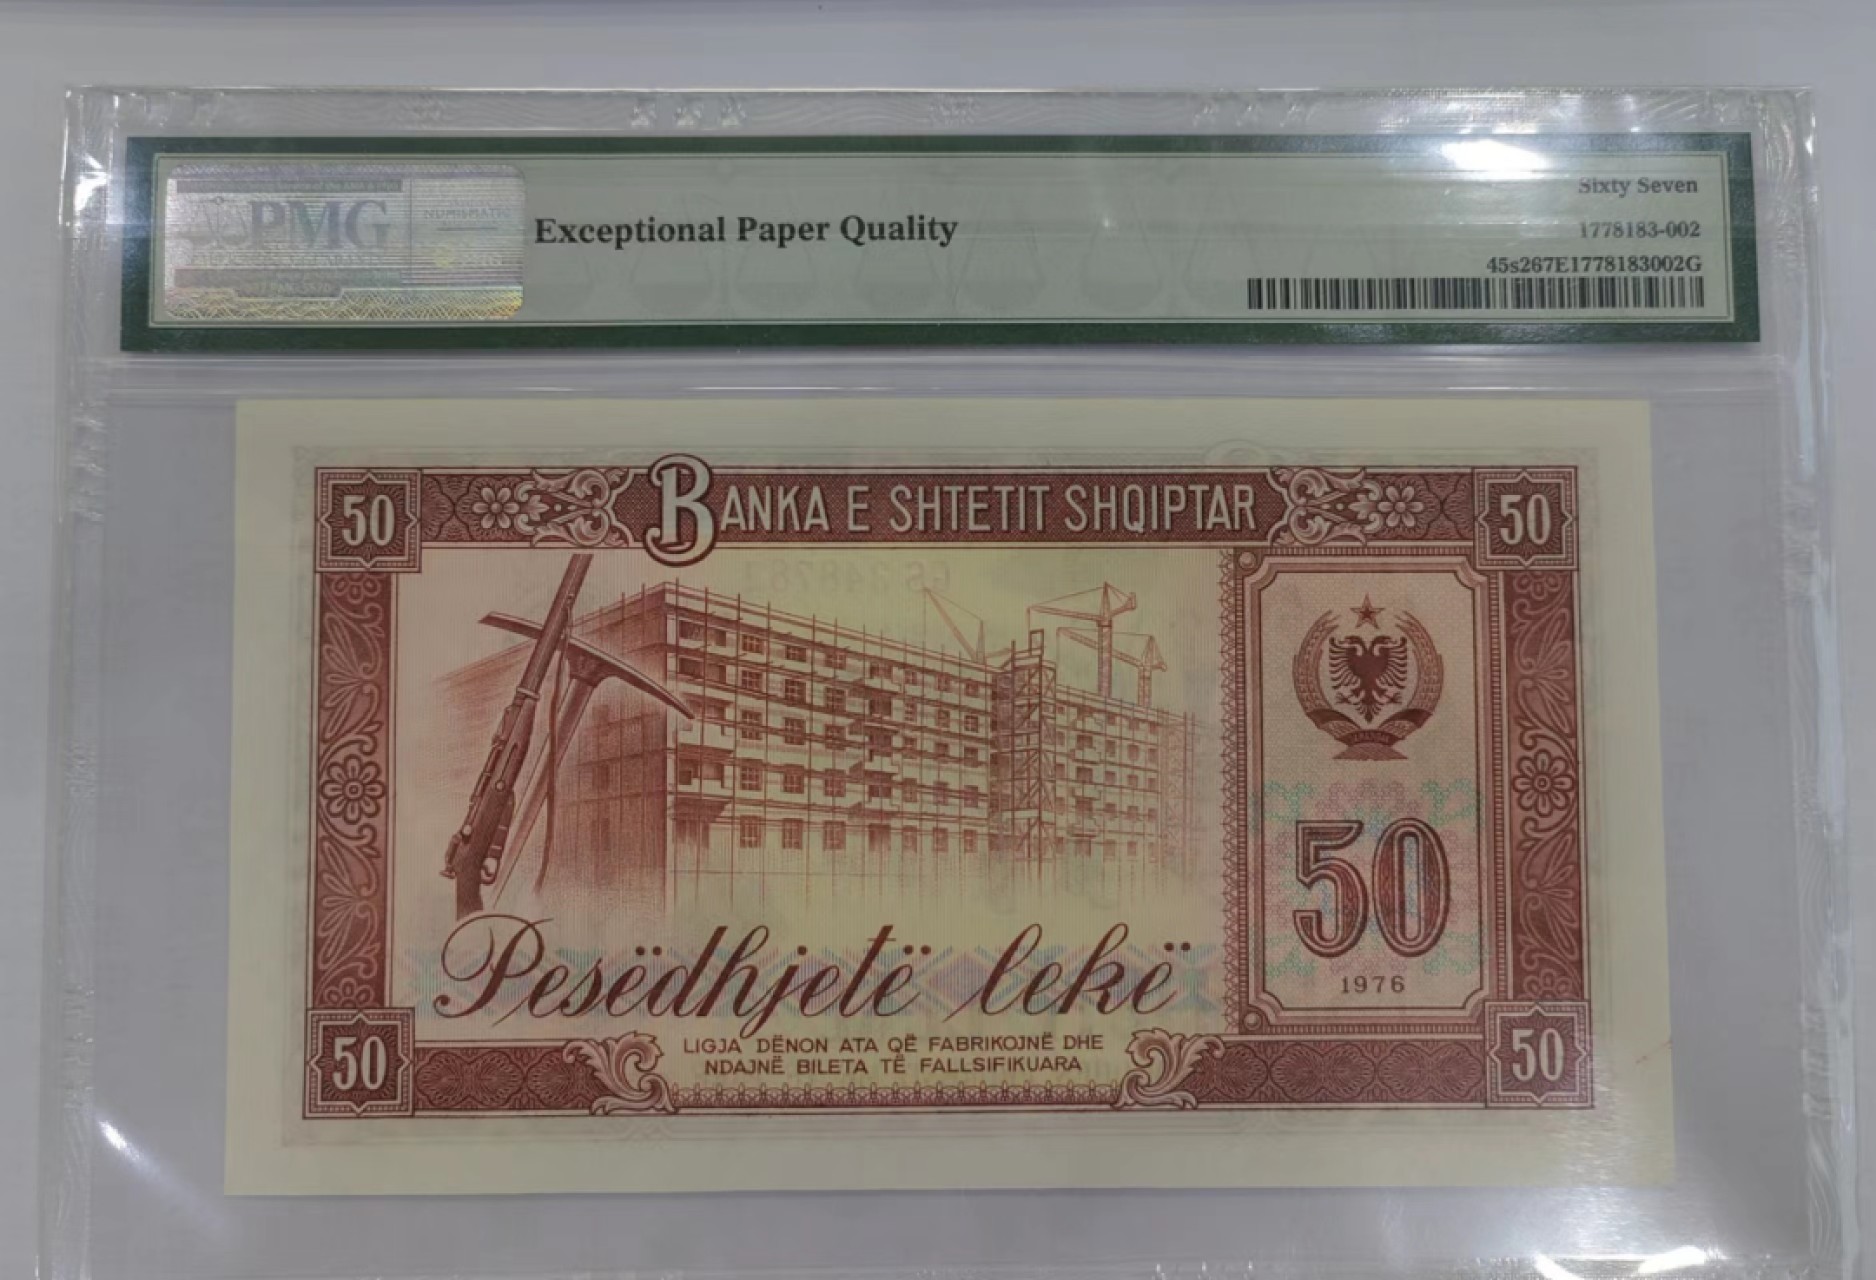 PMG
NUMISMATIC
Exceptional Paper Quality
Sixty Seven
1778183-002
45s267E1778183002G
50
BANKA E SHTETIT SHQIPTAR
50
50
1976
Pesëdhjetë lekë
LIGJA DËNON ATA QË FABRIKOJNË DHE
NDAJNË BILETA TË FALLSIFIKUARA
50
50